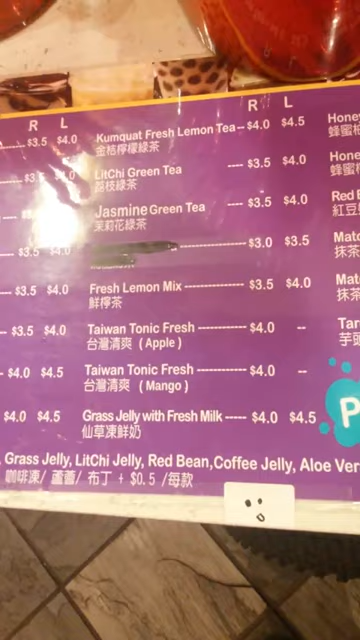 R L
R L
$3.5 $4.0
Kumquat Fresh Lemon Tea -- $4.0 $4.5
金桔檸檬綠茶
Honey
蜂蜜
LitChi Green Tea ---- $3.5 $4.0
荔枝綠茶
蜂蜜
Jasmine Green Tea ---- $3.5 $4.0
茉莉花綠茶
Red
紅豆
$3.5 $4.0
---------------- $3.0 $3.5
抹茶
--- $3.5 $4.0
Fresh Lemon Mix ------------ $3.5 $4.0
鮮檸茶
抹茶
-- $3.5 $4.0
Taiwan Tonic Fresh ----------- $4.0 --
台灣清爽 ( Apple )
芋頭
-- $4.0 $4.5
Taiwan Tonic Fresh ----------- $4.0 --
台灣清爽 ( Mango )
$4.0 $4.5
Grass Jelly with Fresh Milk ----- $4.0 $4.5
仙草凍鮮奶
P
, Grass Jelly, LitChi Jelly, Red Bean, Coffee Jelly, Aloe
咖啡凍/ 蘆薈/ 布丁 + $0.5 /每款